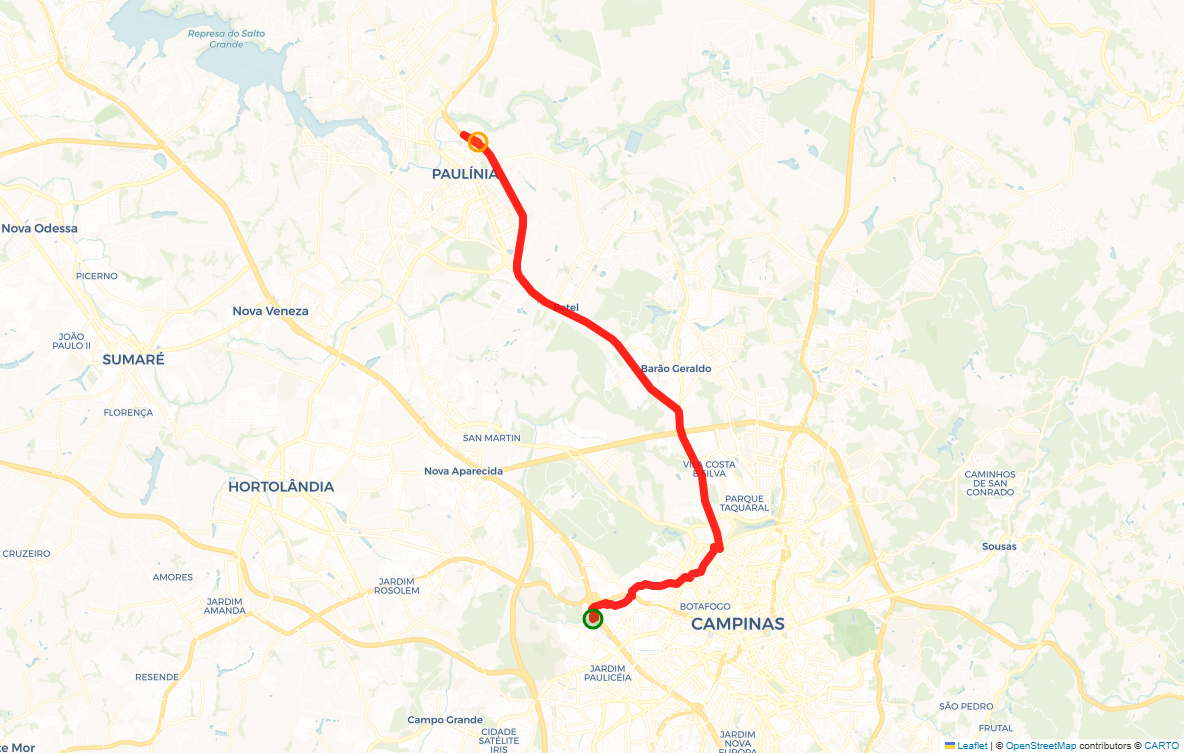 Represa do Salto
Grande
PAULÍNIA
Nova Odessa
PICERNO
Nova Veneza
JOÃO
PAULO II
SUMARÉ
Betel
Barão Geraldo
FLORENÇA
SAN MARTIN
Nova Aparecida
VILA COSTA
E SILVA
HORTOLÂNDIA
PARQUE
TAQUARAL
CAMINHOS
DE SAN
CONRADO
CRUZEIRO
Sousas
AMORES
JARDIM
ROSOLEM
JARDIM
AMANDA
BOTAFOGO
CAMPINAS
JARDIM
PAULICÉIA
RESENDE
SÃO PEDRO
Campo Grande
FRUTAL
CIDADE
SATÉLITE
IRIS
JARDIM
NOVA
EUROPA
te Mor
Leaflet | © OpenStreetMap contributors © CARTO